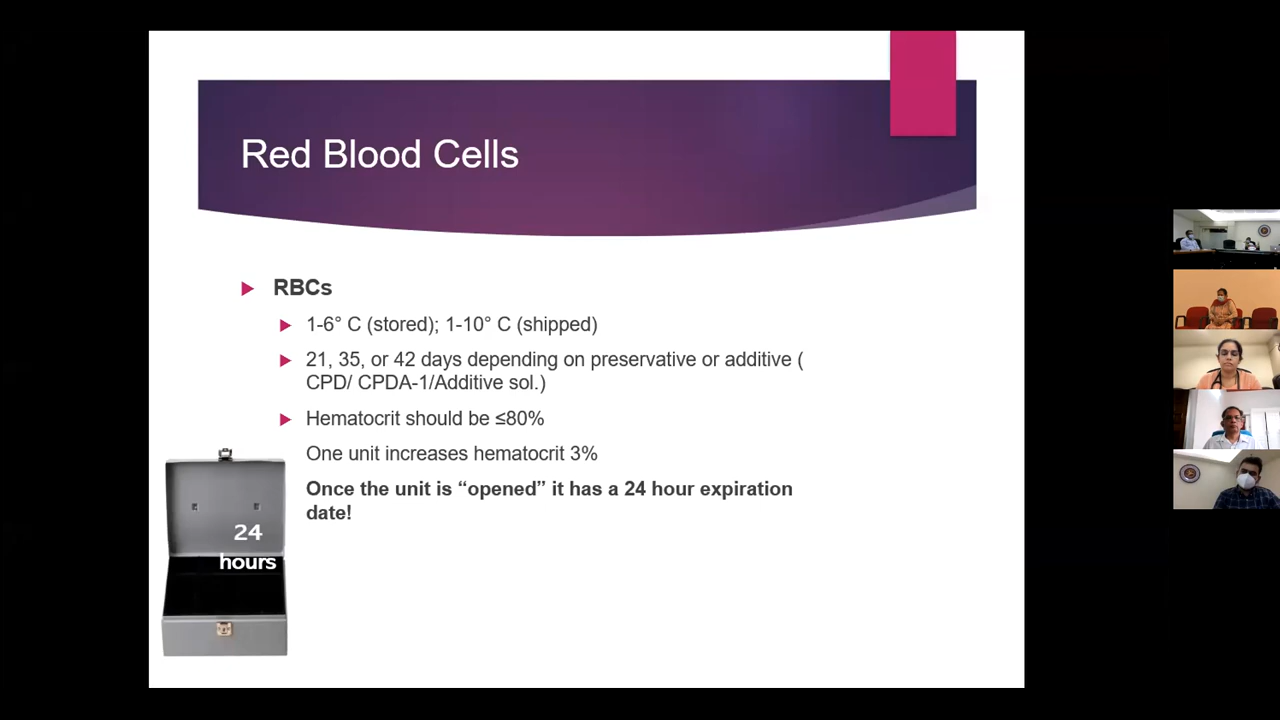 Red Blood Cells
RBCs
1-6° C (stored); 1-10° C (shipped)
21, 35, or 42 days depending on preservative or additive (
CPD/ CPDA-1/Additive sol.)
Hematocrit should be ≤80%
One unit increases hematocrit 3%
Once the unit is “opened” it has a 24 hour expiration
date!
24
hours